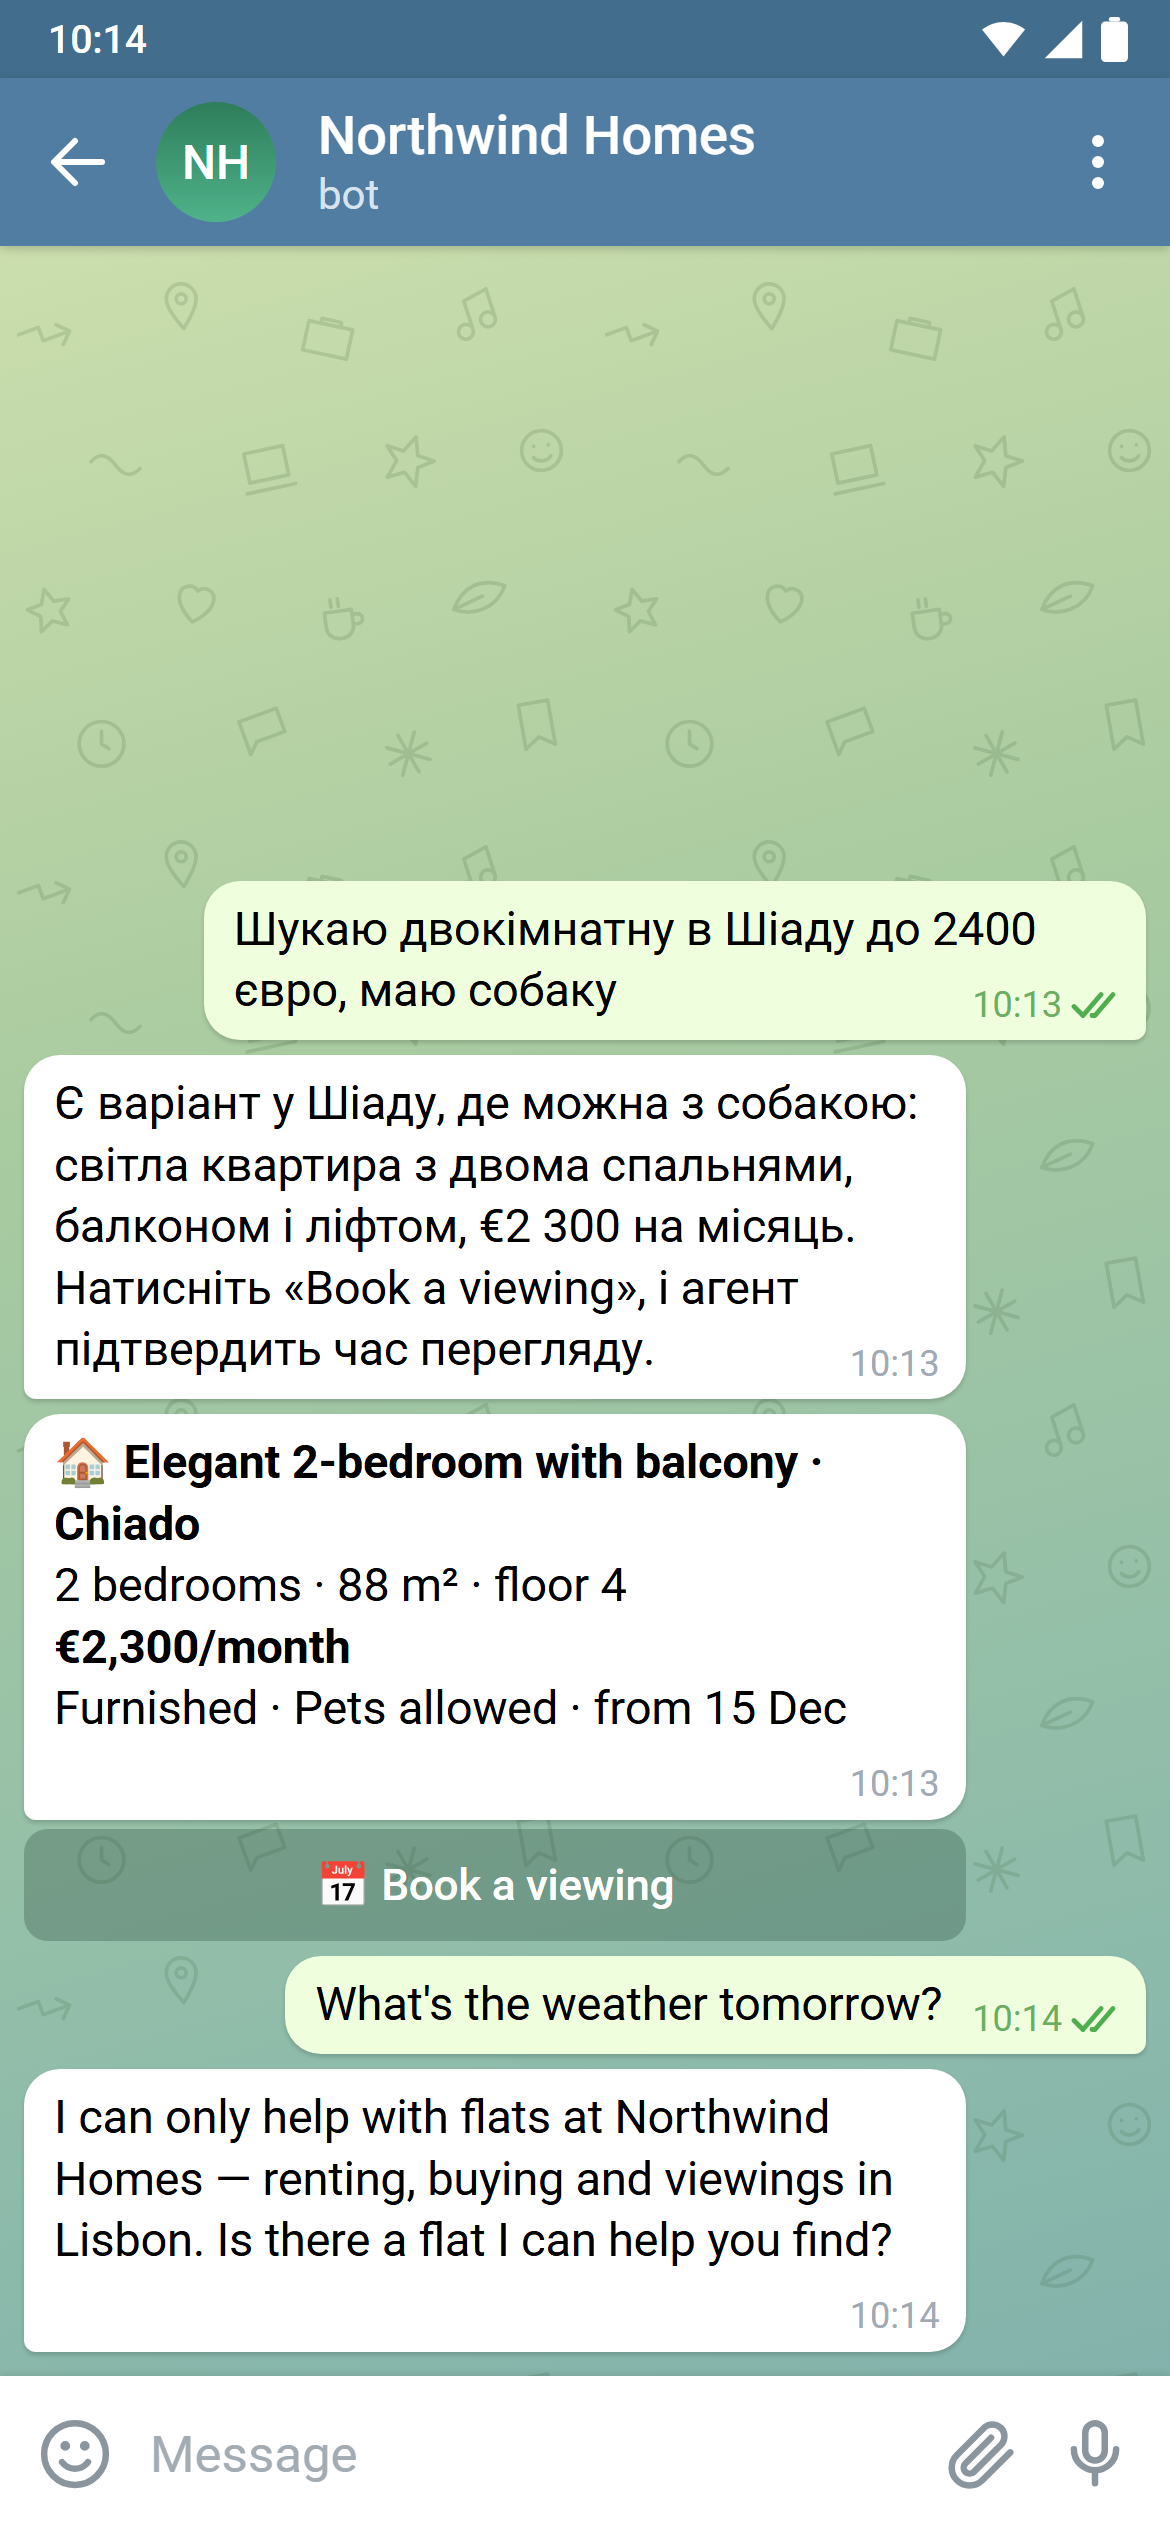 10:14
NH
Northwind Homes
bot
Шукаю двокімнатну в Шіаду до 2400
євро, маю собаку
10:13
Є варіант у Шіаду, де можна з собакою:
світла квартира з двома спальнями,
балконом і ліфтом, €2 300 на місяць.
Натисніть «Book a viewing», і агент
підтвердить час перегляду.
10:13
🏠 Elegant 2-bedroom with balcony ·
Chiado
2 bedrooms · 88 m² · floor 4
€2,300/month
Furnished · Pets allowed · from 15 Dec
10:13
📅 Book a viewing
What's the weather tomorrow?
10:14
I can only help with flats at Northwind
Homes — renting, buying and viewings in
Lisbon. Is there a flat I can help you find?
10:14
Message